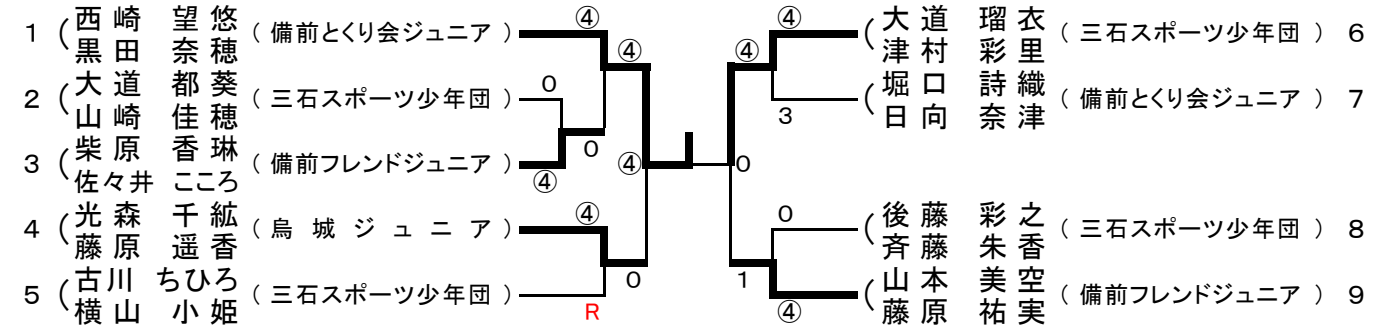 1 ( 西崎 望悠 ( 備前とくり会ジュニア ) ④
黒田 奈穂
④
2 ( 大道 都葵 ( 三石スポーツ少年団 ) 0
山崎 佳穂
0
3 ( 柴原 香琳 ( 備前フレンドジュニア ) ④
佐々井 こころ
④
4 ( 光森 千紘 ( 烏城ジュニア ) ④
藤原 遥香
0
5 ( 古川 ちひろ ( 三石スポーツ少年団 ) R
横山 小姫
④ ( 大道 瑠衣 ( 三石スポーツ少年団 ) 6
津村 彩里
④
3 ( 堀口 詩織 ( 備前とくり会ジュニア ) 7
日向 奈津
0
0 ( 後藤 彩之 ( 三石スポーツ少年団 ) 8
斉藤 朱香
1
④ ( 山本 美空 ( 備前フレンドジュニア ) 9
藤原 祐実